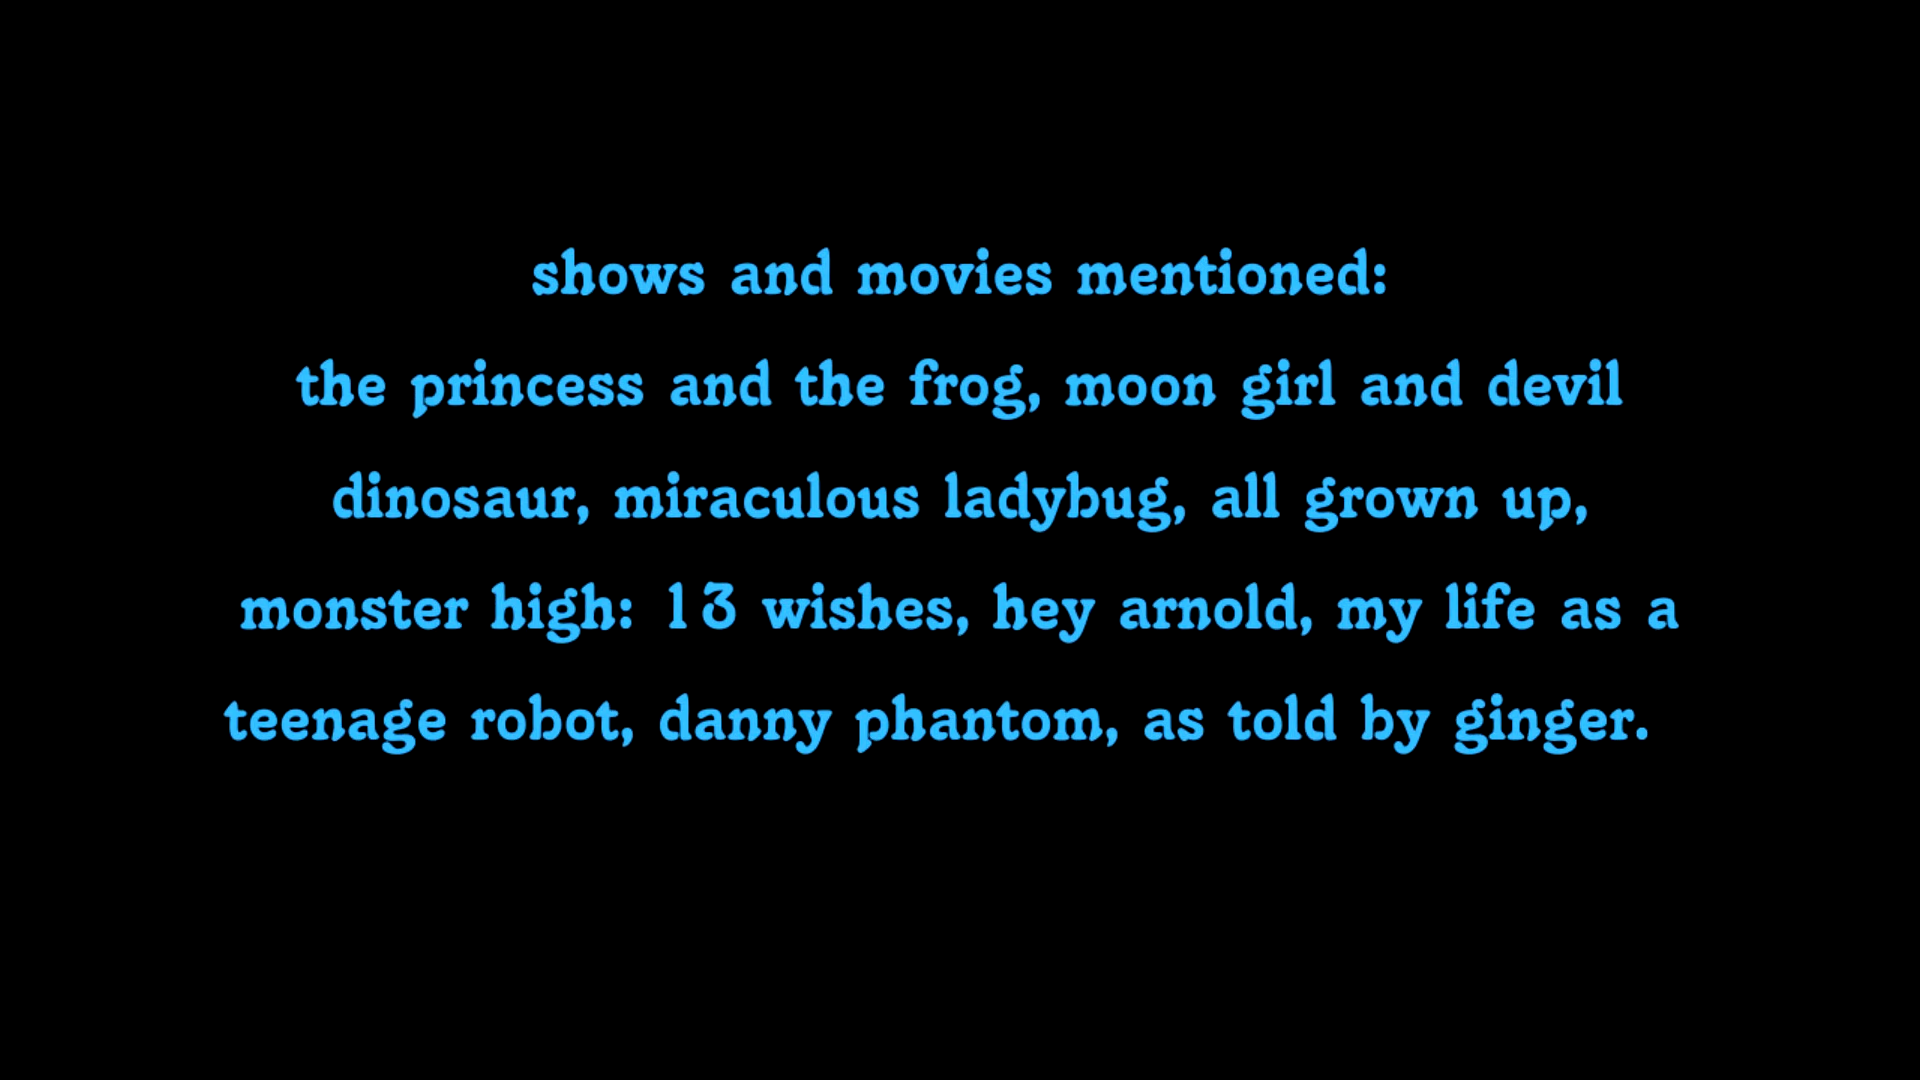 shows and movies mentioned:
the princess and the frog, moon girl and devil
dinosaur, miraculous ladybug, all grown up,
monster high: 13 wishes, hey arnold, my life as a
teenage robot, danny phantom, as told by ginger.